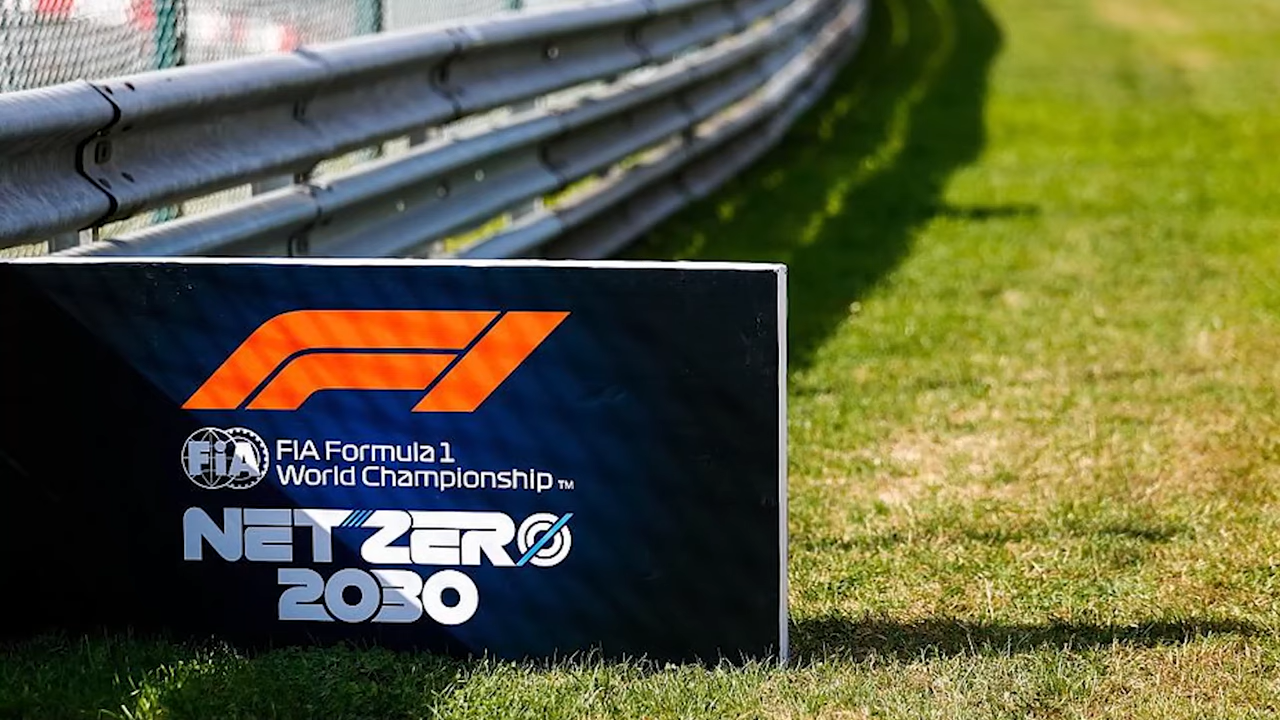 F1
FIA
FIA Formula 1
World Championship™
NET ZERO
2030